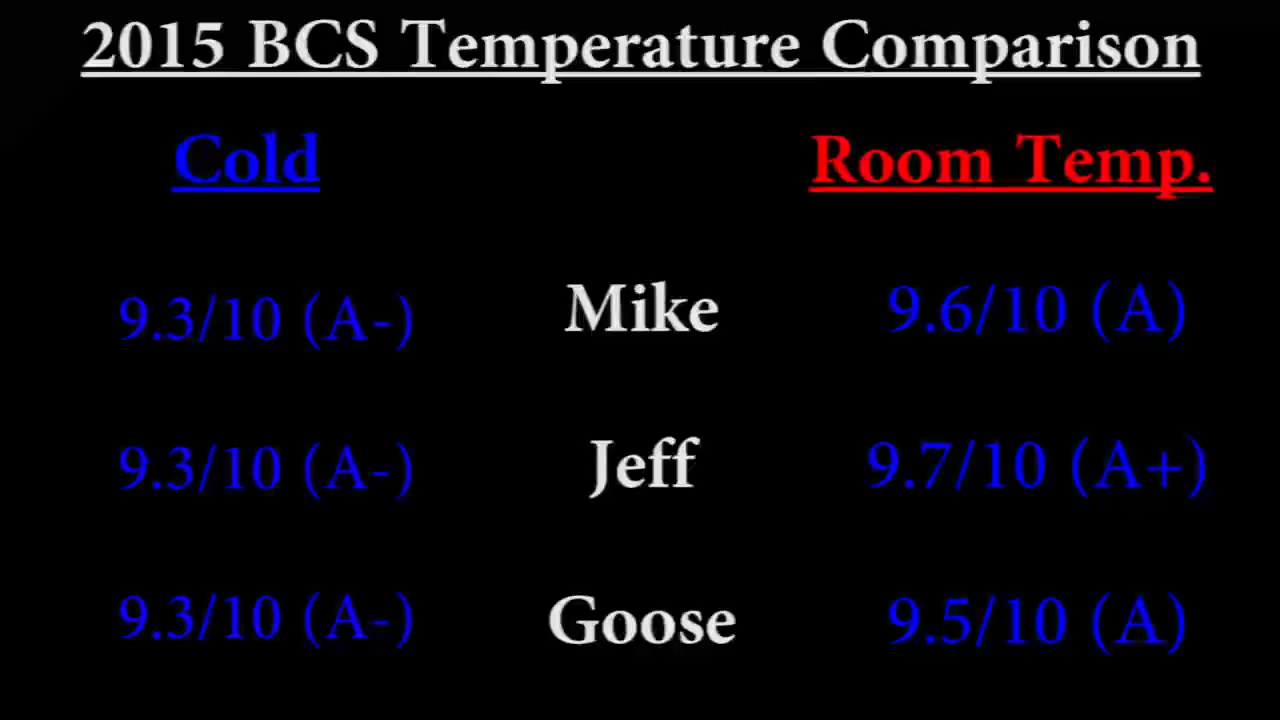 2015 BCS Temperature Comparison
Cold Room Temp.
9.3/10 (A-) Mike 9.6/10 (A)
9.3/10 (A-) Jeff 9.7/10 (A+)
9.3/10 (A-) Goose 9.5/10 (A)